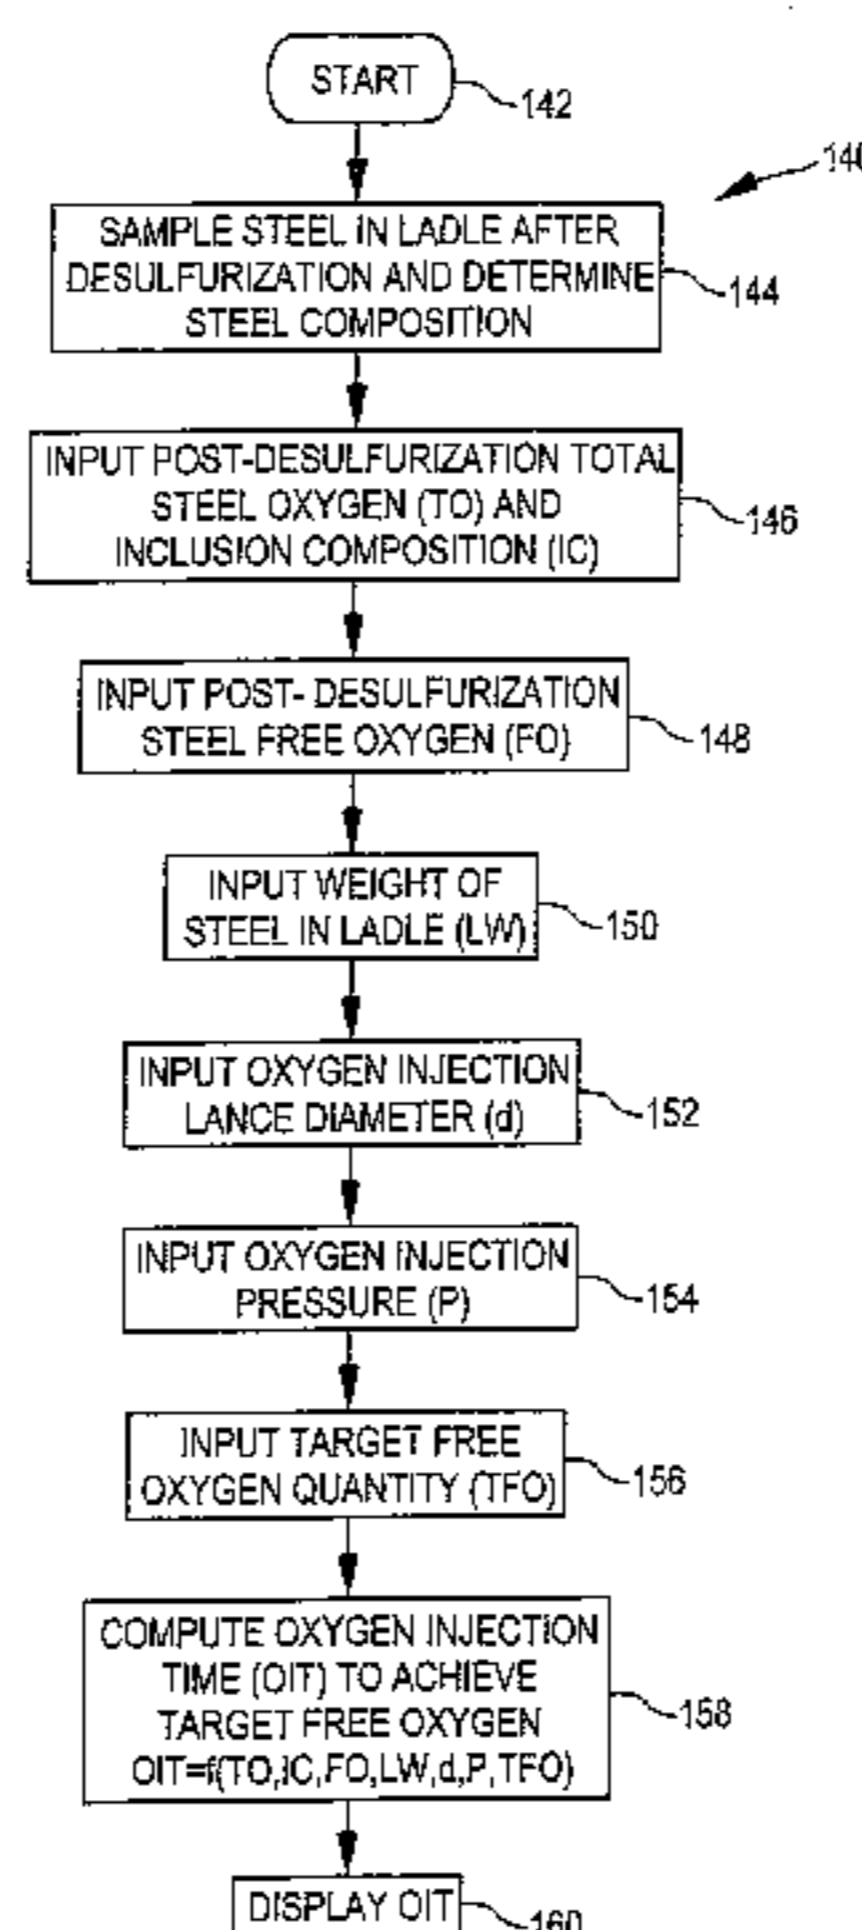 START
142
140
SAMPLE STEEL IN LADLE AFTER
DESULFURIZATION AND DETERMINE
STEEL COMPOSITION
144
INPUT POST-DESULFURIZATION TOTAL
STEEL OXYGEN (TO) AND
INCLUSION COMPOSITION (IC)
146
INPUT POST- DESULFURIZATION
STEEL FREE OXYGEN (FO)
148
INPUT WEIGHT OF
STEEL IN LADLE (LW)
150
INPUT OXYGEN INJECTION
LANCE DIAMETER (d)
152
INPUT OXYGEN INJECTION
PRESSURE (P)
154
INPUT TARGET FREE
OXYGEN QUANTITY (TFO)
156
COMPUTE OXYGEN INJECTION
TIME (OIT) TO ACHIEVE
TARGET FREE OXYGEN
OIT=f(TO,IC,FO,LW,d,P,TFO)
158
DISPLAY OIT
160